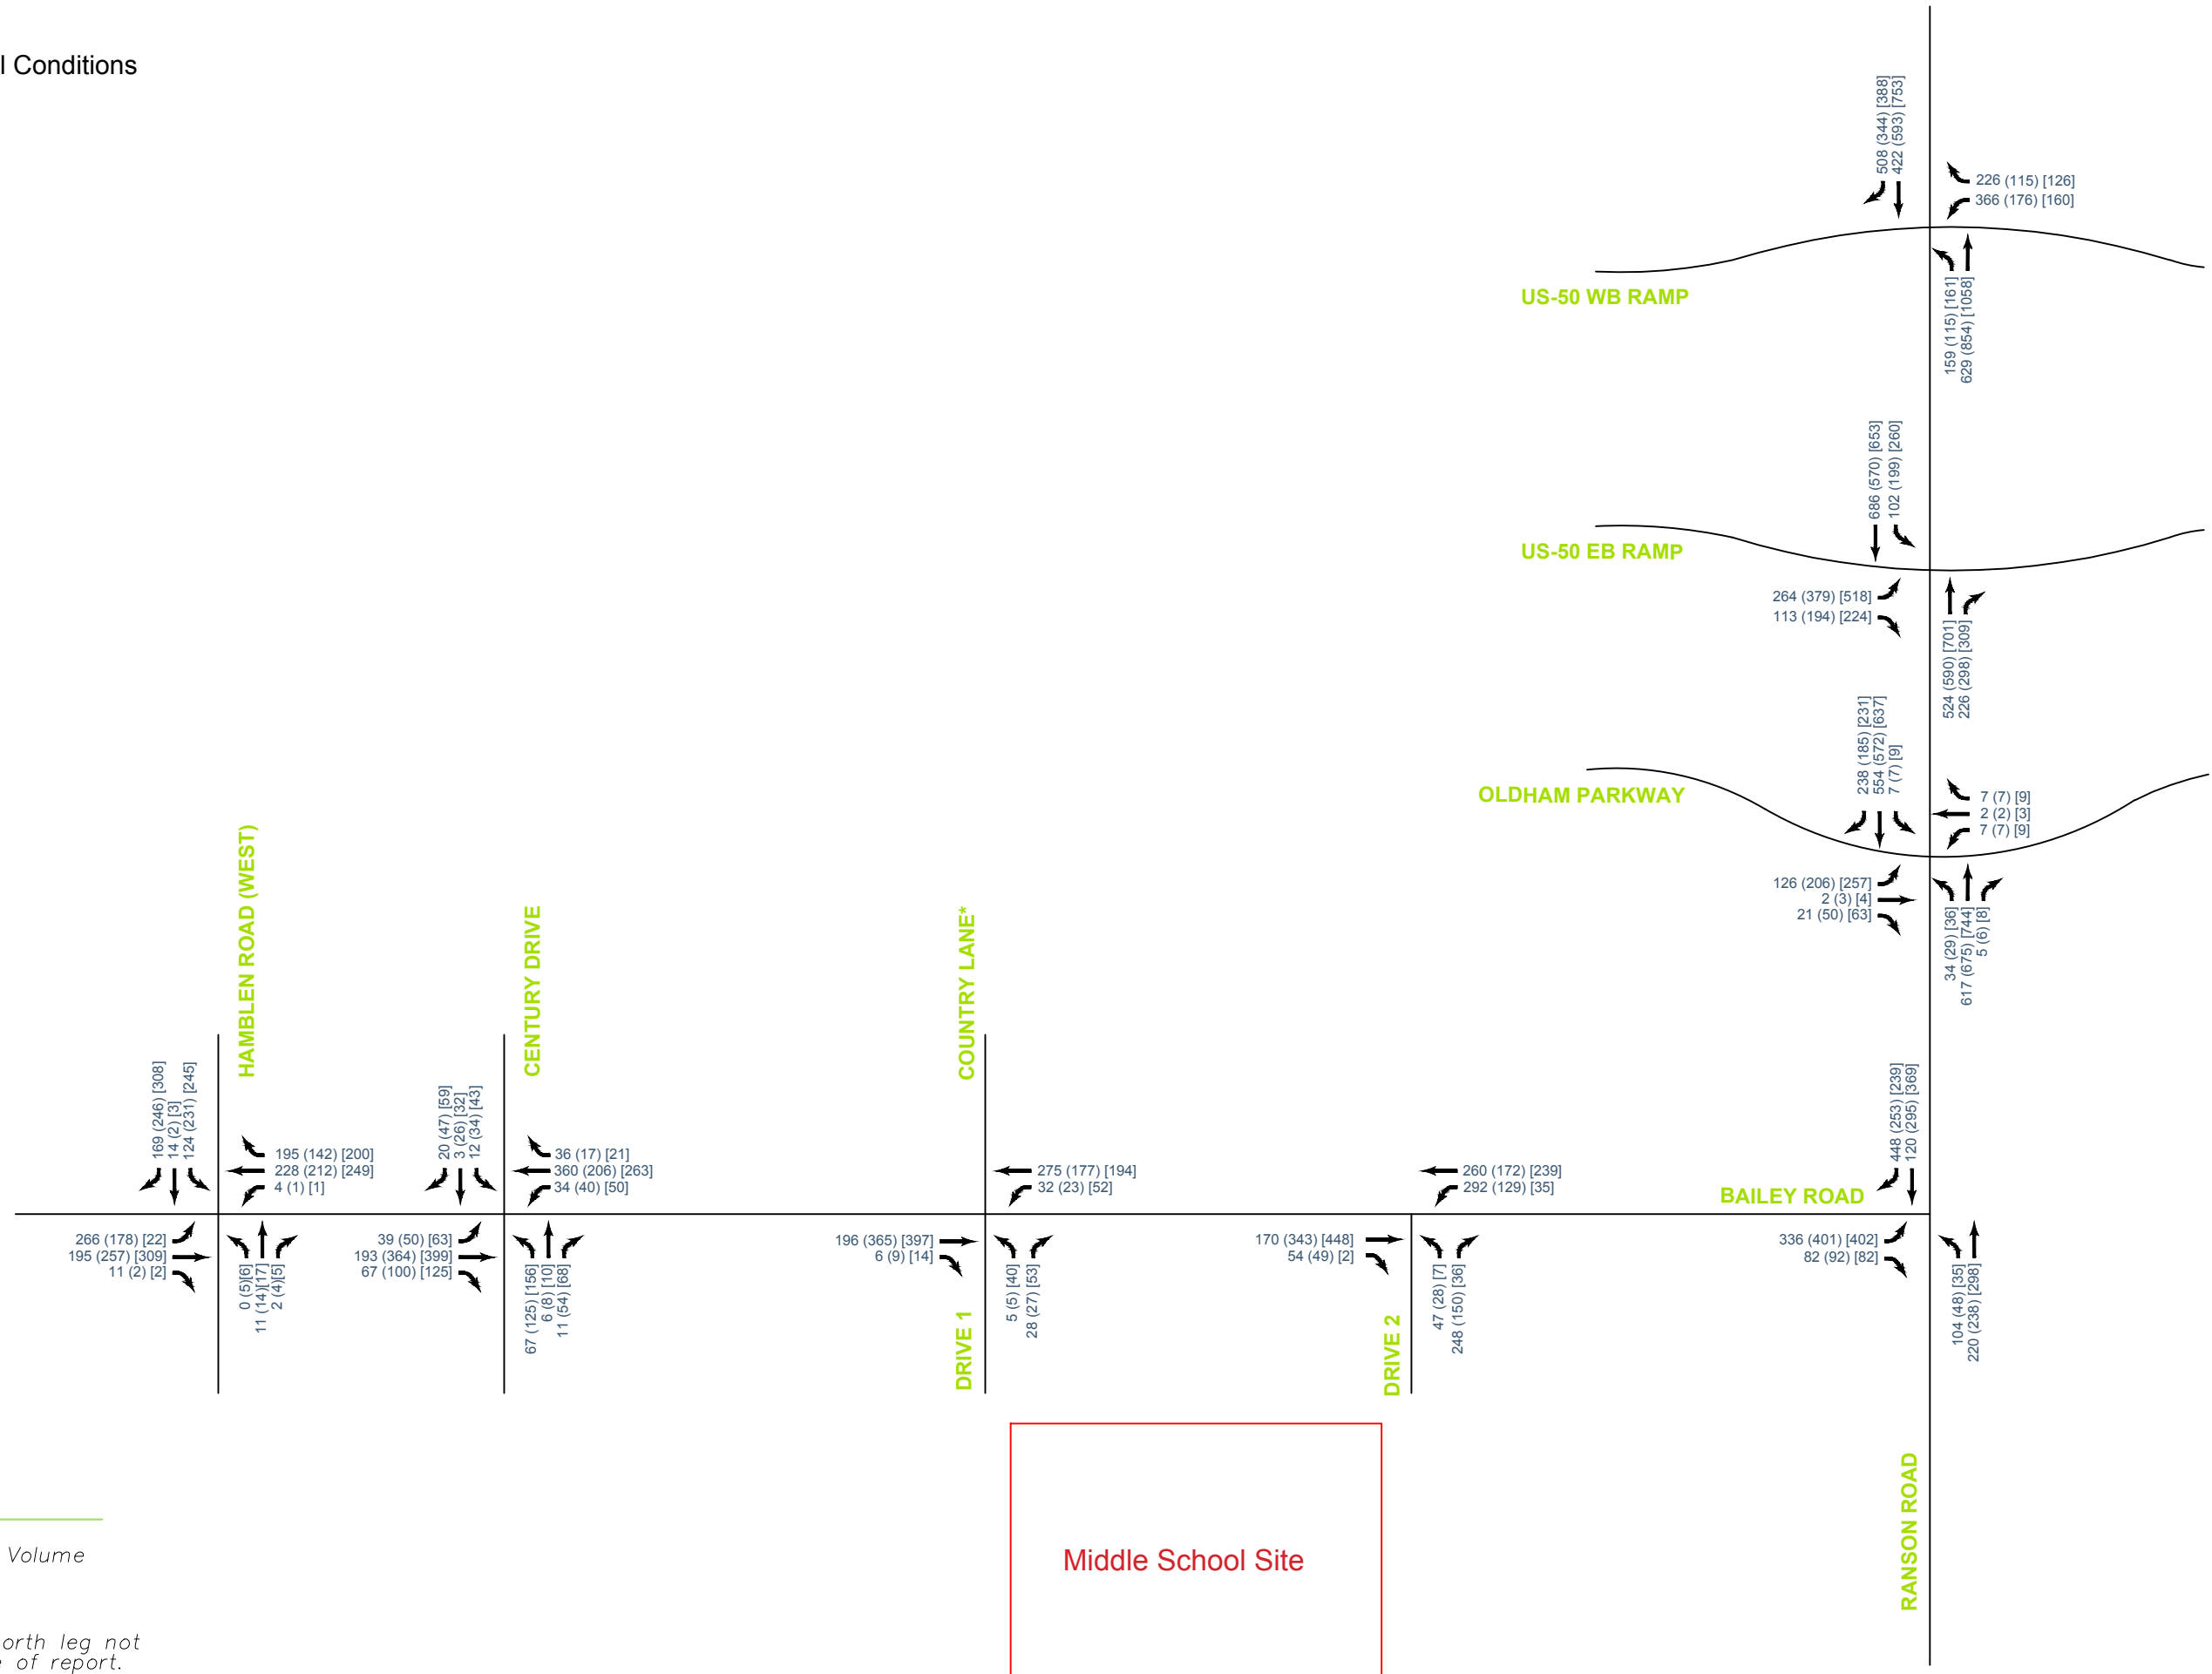 l Conditions
508 (344) [388]
422 (593) [753]
226 (115) [126]
366 (176) [160]
US-50 WB RAMP
159 (115) [161]
629 (854) [1058]
686 (570) [653]
102 (199) [260]
US-50 EB RAMP
264 (379) [518]
113 (194) [224]
524 (590) [701]
226 (298) [309]
238 (185) [231]
554 (572) [637]
7 (7) [9]
OLDHAM PARKWAY
7 (7) [9]
2 (2) [3]
7 (7) [9]
126 (206) [257]
2 (3) [4]
21 (50) [63]
34 (29) [36]
617 (675) [744]
5 (6) [8]
HAMBLEN ROAD (WEST)
CENTURY DRIVE
COUNTRY LANE*
169 (246) [308]
14 (2) [3]
124 (231) [245]
195 (142) [200]
228 (212) [249]
4 (1) [1]
266 (178) [22]
195 (257) [309]
11 (2) [2]
0 (5)[6]
11 (14)[17]
2 (4)[5]
20 (47) [59]
3 (26) [32]
12 (34) [43]
36 (17) [21]
360 (206) [263]
34 (40) [50]
39 (50) [63]
193 (364) [399]
67 (100) [125]
67 (125) [156]
6 (8) [10]
11 (54) [68]
275 (177) [194]
32 (23) [52]
196 (365) [397]
6 (9) [14]
5 (5) [40]
28 (27) [53]
DRIVE 1
260 (172) [239]
292 (129) [35]
170 (343) [448]
54 (49) [2]
47 (28) [7]
248 (150) [36]
DRIVE 2
BAILEY ROAD
448 (253) [239]
120 (295) [369]
336 (401) [402]
82 (92) [82]
104 (48) [35]
220 (238) [298]
RANSON ROAD
Middle School Site
Volume
orth leg not
of report.